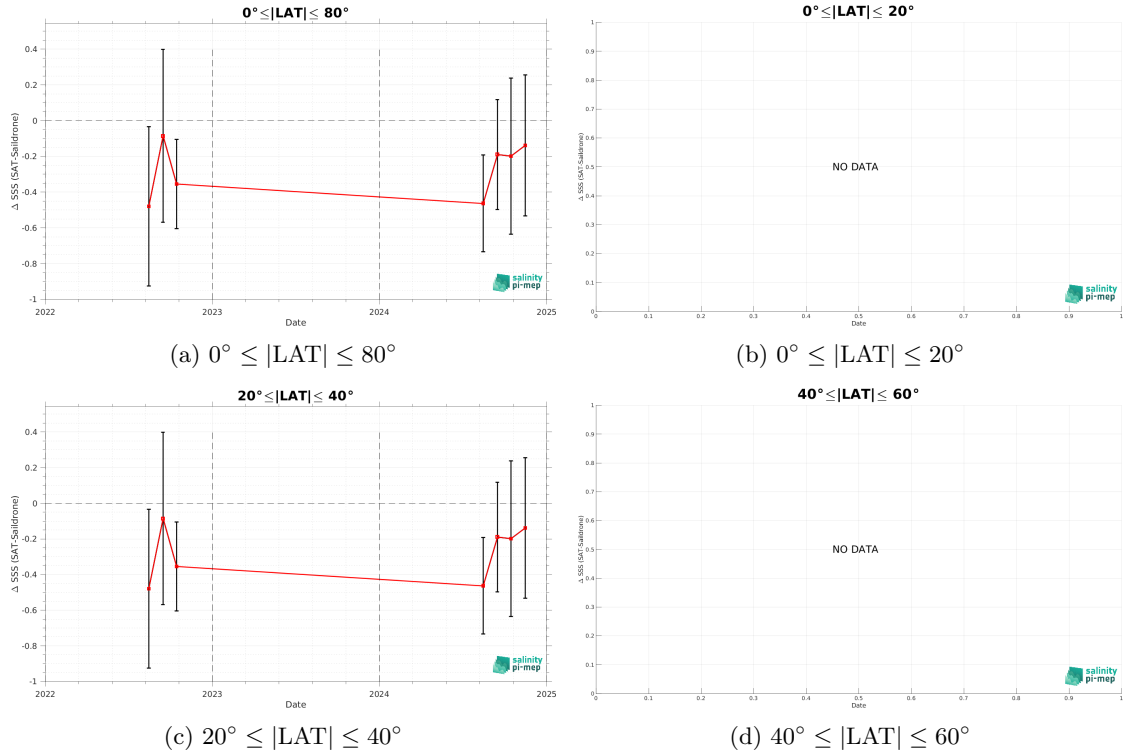 0°≤|LAT|≤ 80°
Δ SSS (SAT-Saildrone)
0.4
0.2
0
-0.2
-0.4
-0.6
-0.8
-1
2022 2023 2024 2025
Date
salinity
pi-mep
(a) 0° ≤ |LAT| ≤ 80°
0°≤|LAT|≤ 20°
Δ SSS (SAT-Saildrone)
1
0.9
0.8
0.7
0.6
0.5
0.4
0.3
0.2
0.1
0
NO DATA
0 0.1 0.2 0.3 0.4 0.5 0.6 0.7 0.8 0.9 1
Date
salinity
pi-mep
(b) 0° ≤ |LAT| ≤ 20°
20°≤|LAT|≤ 40°
Δ SSS (SAT-Saildrone)
0.4
0.2
0
-0.2
-0.4
-0.6
-0.8
-1
2022 2023 2024 2025
Date
salinity
pi-mep
(c) 20° ≤ |LAT| ≤ 40°
40°≤|LAT|≤ 60°
Δ SSS (SAT-Saildrone)
1
0.9
0.8
0.7
0.6
0.5
0.4
0.3
0.2
0.1
0
NO DATA
0 0.1 0.2 0.3 0.4 0.5 0.6 0.7 0.8 0.9 1
Date
salinity
pi-mep
(d) 40° ≤ |LAT| ≤ 60°